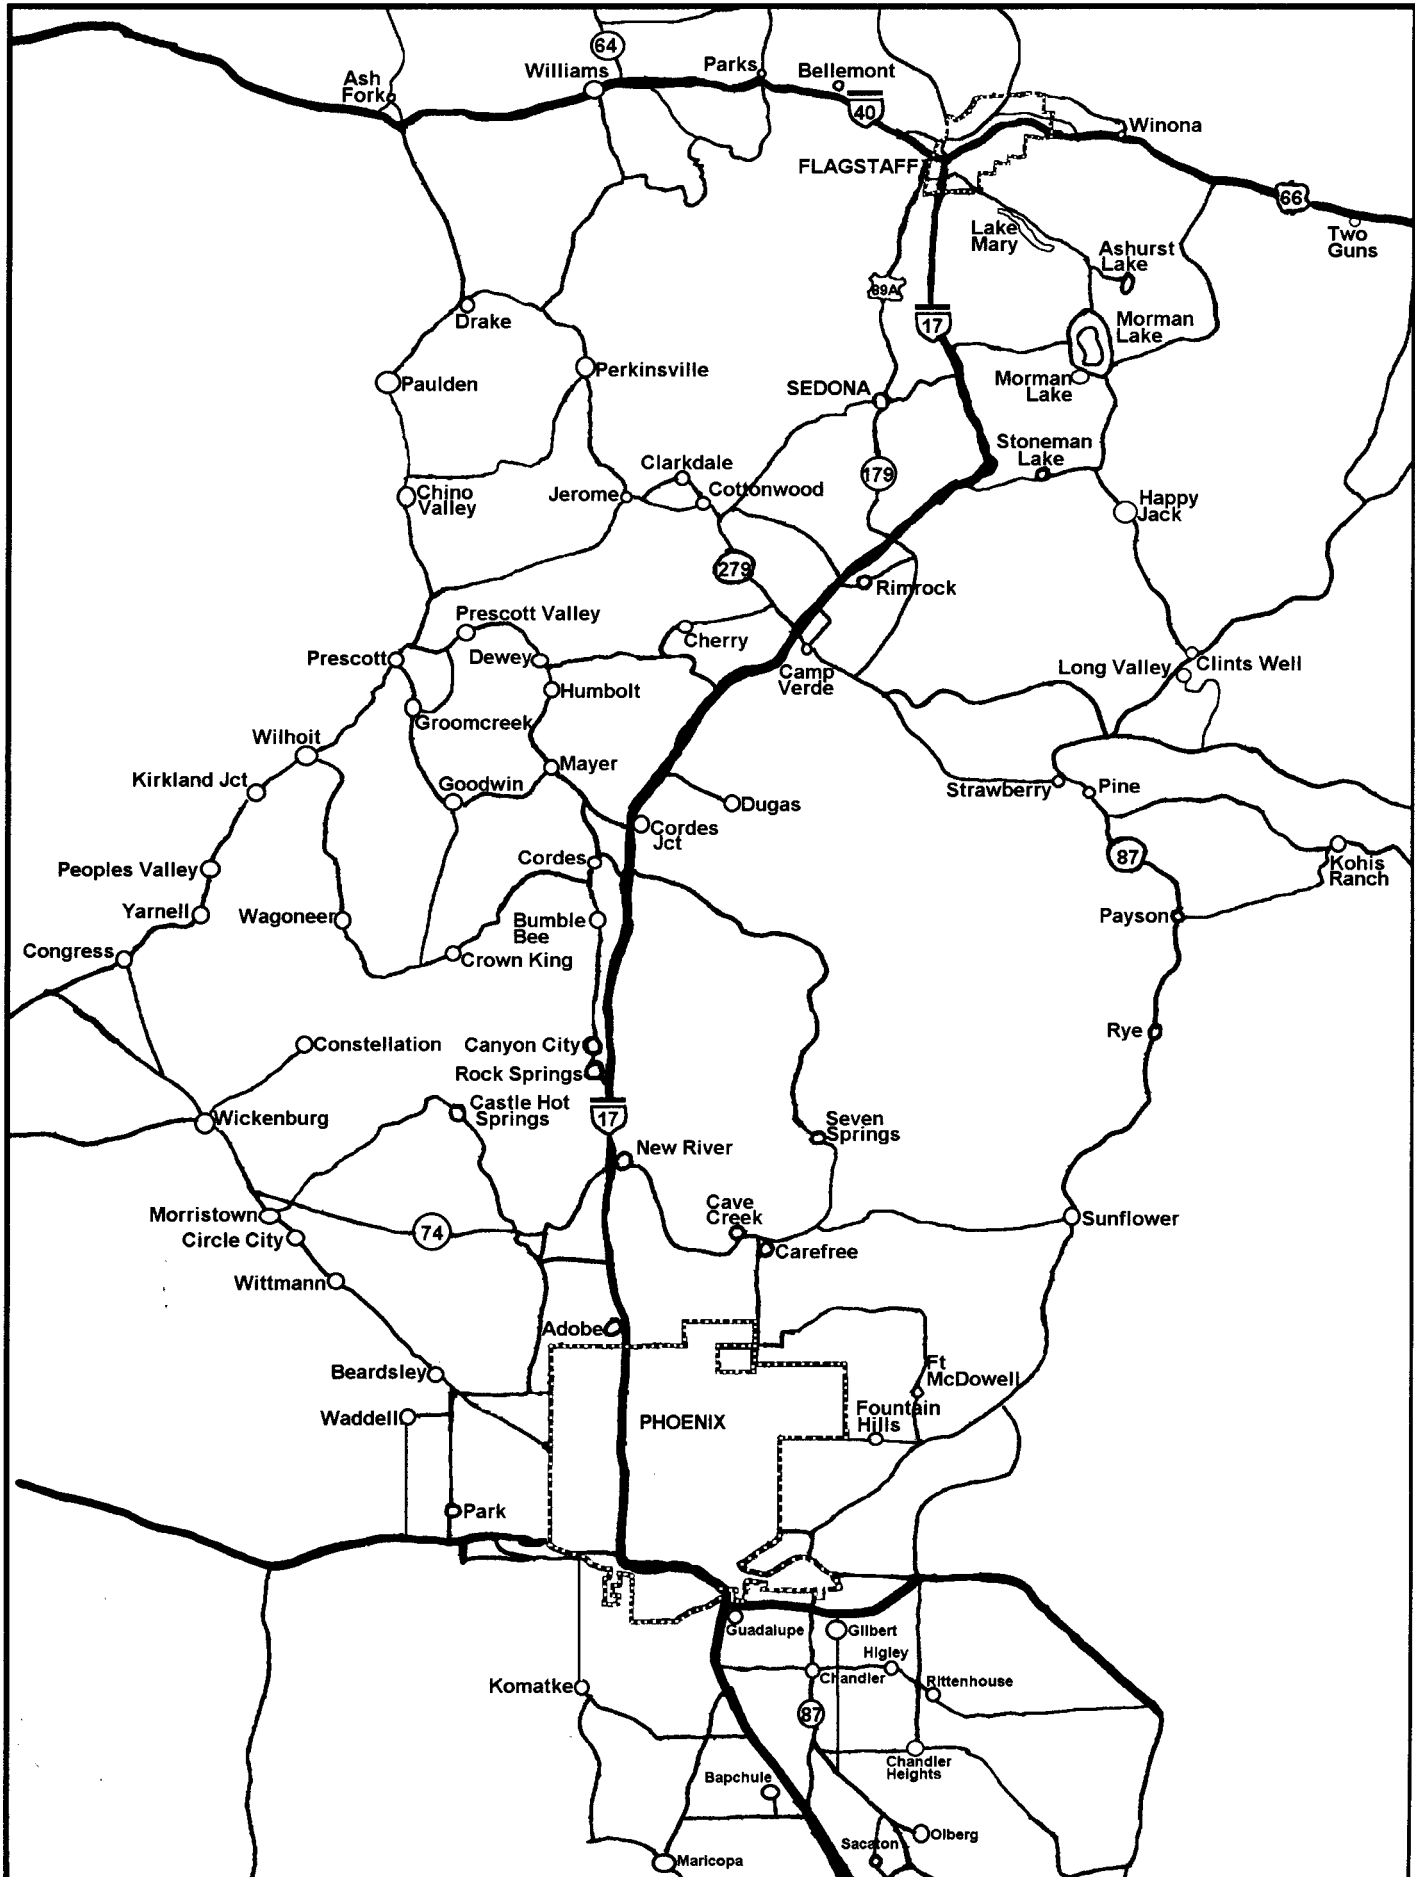 64
Parks
Bellemont
Williams
Ash
Fork
40
Winona
FLAGSTAFF
66
Lake
Mary
Two
Guns
Ashurst
Lake
89A
17
Drake
Morman
Lake
Perkinsville
Paulden
SEDONA
Morman
Lake
Stoneman
Lake
Clarkdale
179
Cottonwood
Jerome
Chino
Valley
Happy
Jack
279
Rimrock
Prescott Valley
Cherry
Prescott
Dewey
Camp
Verde
Long Valley
Clints Well
Humbolt
Groomcreek
Wilhoit
Mayer
Kirkland Jct
Goodwin
Strawberry
Pine
Dugas
Cordes
Jct
87
Cordes
Kohis
Ranch
Peoples Valley
Yarnell
Wagoneer
Bumble
Bee
Payson
Congress
Crown King
Rye
Constellation
Canyon City
Rock Springs
Castle Hot
Springs
17
Wickenburg
Seven
Springs
New River
Cave
Creek
Morristown
74
Sunflower
Circle City
Carefree
Wittmann
Adobe
Ft
McDowell
Beardsley
Fountain
Hills
Waddell
PHOENIX
Park
Guadalupe
Gilbert
Higley
Chandler
Rittenhouse
Komatke
87
Chandler
Heights
Bapchule
Olberg
Sacaton
Maricopa